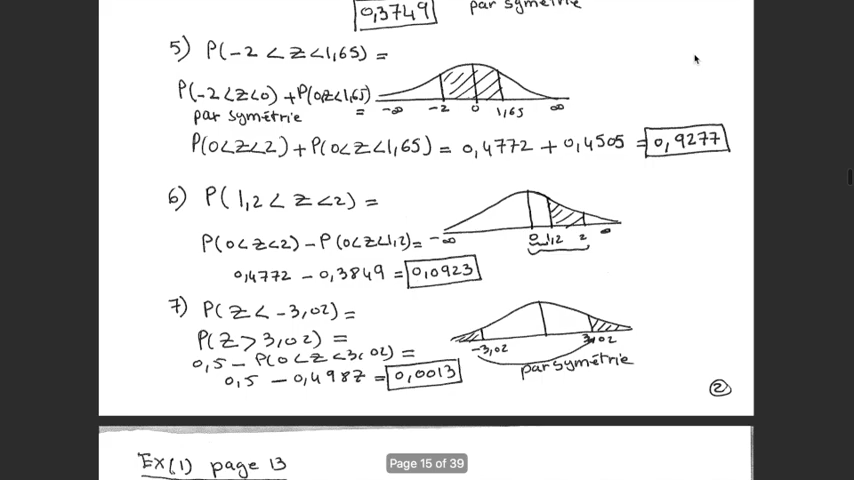 0,3749 par symétrie
5) P(-2 < Z < 1,65) =
P(-2<Z<0) + P(0<Z<1,65)
par symétrie =
-∞ -2 0 1,65 ∞
P(0<Z<2) + P(0<Z<1,65) = 0,4772 + 0,4505 = 0,9277
6) P(1,2 < Z < 2) =
P(0<Z<2) - P(0<Z<1,2) =
-∞ 0 1,2 2 ∞
0,4772 - 0,3849 = 0,0923
7) P(Z < -3,02) =
P(Z > 3,02) =
0,5 - P(0<Z<3,02) =
0,5 - 0,4987 = 0,0013
-3,02 3,02
par symétrie
2
Ex(1) page 13
Page 15 of 39